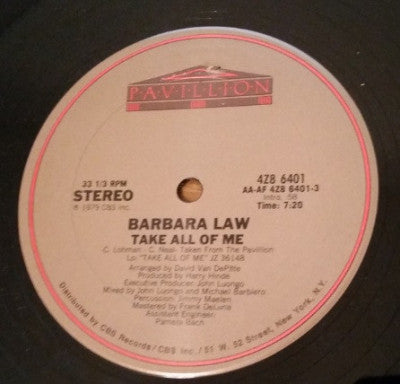 PAVILLION
33 1/3 RPM
STEREO
℗ 1979 CBS Inc.
4Z8 6401
AA-AF 4Z8 6401-3
Intro. :58
Time: 7:20
BARBARA LAW
TAKE ALL OF ME
C. Lohman- C. Neal- Taken From The Pavillion
Lp: "TAKE ALL OF ME" JZ 36148
Arranged by David Van DePitte
Produced by Harry Hinde
Executive Producer: John Luongo
Mixed by John Luongo and Michael Barbiero
Percussion: Jimmy Maelen
Mastered by Frank DeLuna
Assistant Engineer:
Pamela Bach
Distributed by CBS Records/ CBS Inc./ 51 W. 52 Street, New York, N.Y.